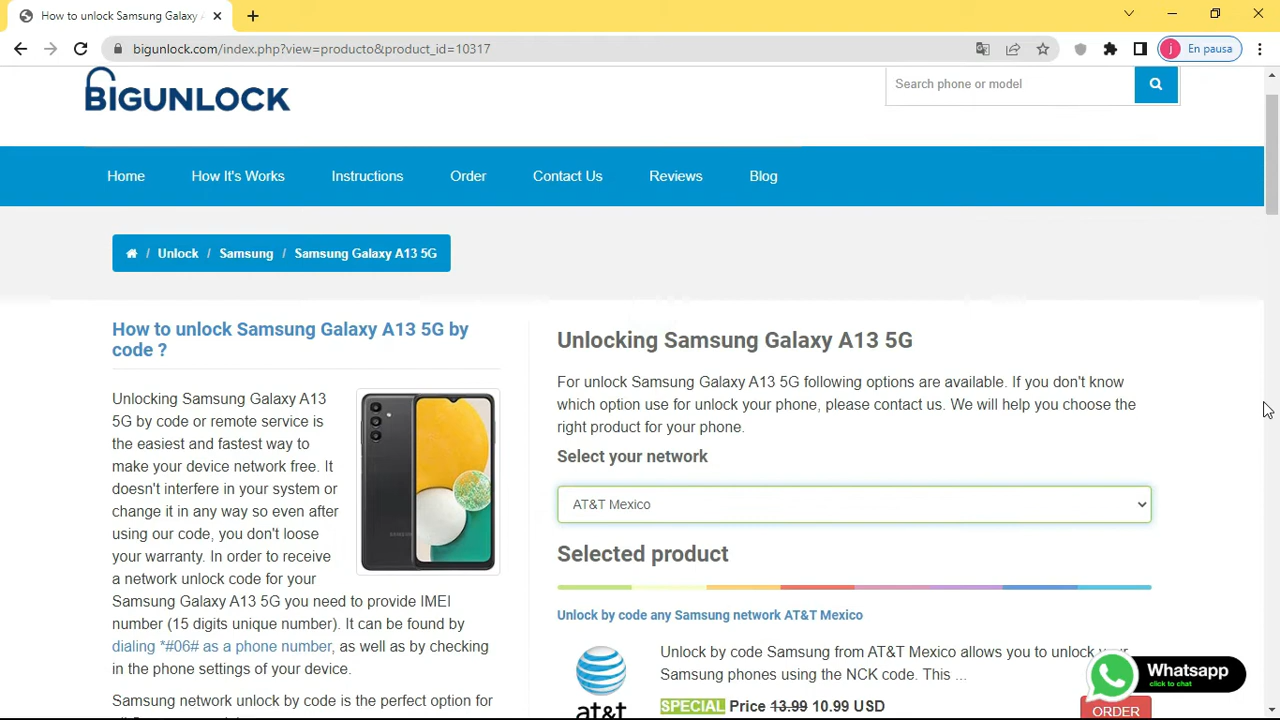 How to unlock Samsung Galaxy
bigunlock.com/index.php?view=producto&product_id=10317
j En pausa
BIGUNLOCK
Search phone or model
Home How It's Works Instructions Order Contact Us Reviews Blog
/ Unlock / Samsung / Samsung Galaxy A13 5G
How to unlock Samsung Galaxy A13 5G by
code ?
Unlocking Samsung Galaxy A13
5G by code or remote service is
the easiest and fastest way to
make your device network free. It
doesn't interfere in your system or
change it in any way so even after
using our code, you don't loose
your warranty. In order to receive
a network unlock code for your
Samsung Galaxy A13 5G you need to provide IMEI
number (15 digits unique number). It can be found by
dialing *#06# as a phone number, as well as by checking
in the phone settings of your device.
Samsung network unlock by code is the perfect option for
Unlocking Samsung Galaxy A13 5G
For unlock Samsung Galaxy A13 5G following options are available. If you don't know
which option use for unlock your phone, please contact us. We will help you choose the
right product for your phone.
Select your network
AT&T Mexico
Selected product
Unlock by code any Samsung network AT&T Mexico
at&t
Unlock by code Samsung from AT&T Mexico allows you to unlock your
Samsung phones using the NCK code. This ...
SPECIAL Price 13.99 10.99 USD
Whatsapp
click to chat
ORDER